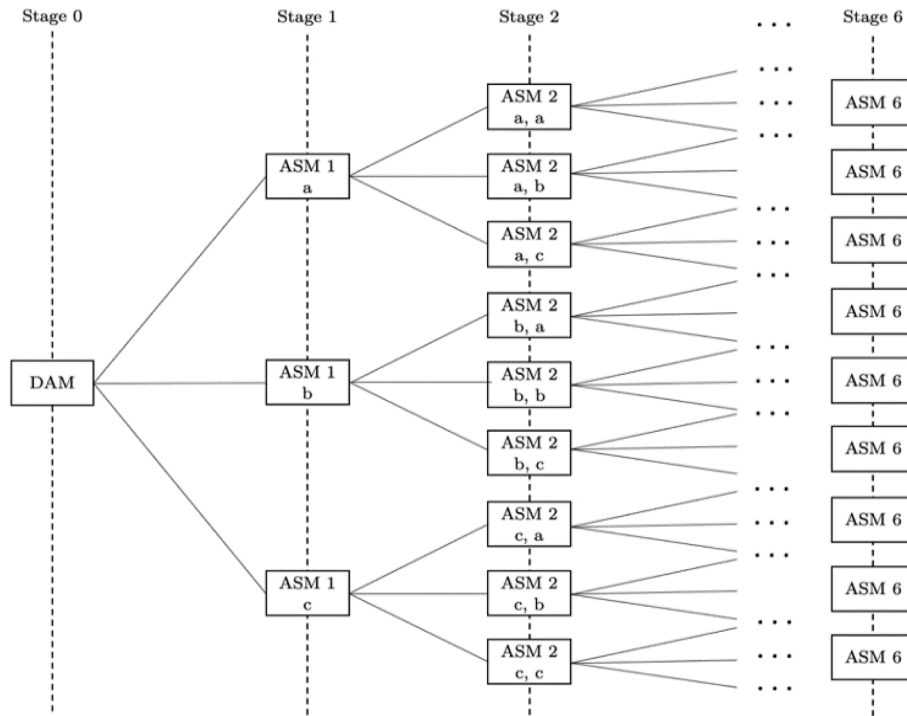 Stage 0
Stage 1
Stage 2
. . .
Stage 6
. . .
ASM 2
a, a
. . .
ASM 6
. . .
ASM 1
a
ASM 2
a, b
ASM 6
. . .
ASM 2
a, c
. . .
ASM 6
. . .
ASM 2
b, a
ASM 6
. . .
DAM
ASM 1
b
ASM 2
b, b
. . .
ASM 6
. . .
ASM 2
b, c
ASM 6
. . .
ASM 2
c, a
. . .
ASM 6
. . .
ASM 1
c
ASM 2
c, b
ASM 6
. . .
ASM 2
c, c
. . .
ASM 6
. . .